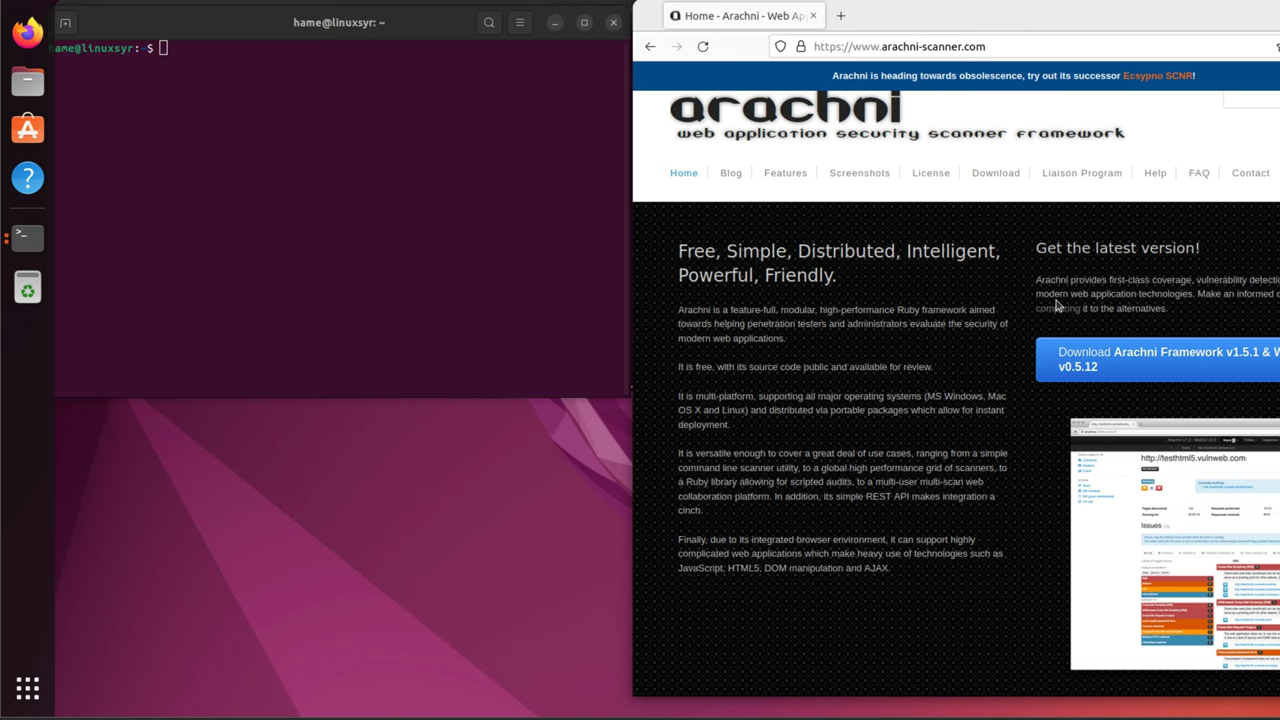 hame@linuxsyr: ~
hame@linuxsyr:~$
Home - Arachni - Web Ap
https://www.arachni-scanner.com
Arachni is heading towards obsolescence, try out its successor Ecsypno SCNR!
arachni
web application security scanner framework
Home Blog Features Screenshots License Download Liaison Program Help FAQ Contact
Free, Simple, Distributed, Intelligent,
Powerful, Friendly.
Arachni is a feature-full, modular, high-performance Ruby framework aimed
towards helping penetration testers and administrators evaluate the security of
modern web applications.
It is free, with its source code public and available for review.
It is multi-platform, supporting all major operating systems (MS Windows, Mac
OS X and Linux) and distributed via portable packages which allow for instant
deployment.
It is versatile enough to cover a great deal of use cases, ranging from a simple
command line scanner utility, to a global high performance grid of scanners, to
a Ruby library allowing for scripted audits, to a multi-user multi-scan web
collaboration platform. In addition, its simple REST API makes integration a
cinch.
Finally, due to its integrated browser environment, it can support highly
complicated web applications which make heavy use of technologies such as
JavaScript, HTML5, DOM manipulation and AJAX.
Get the latest version!
Arachni provides first-class coverage, vulnerability detecti
modern web application technologies. Make an informed
comparing it to the alternatives.
Download Arachni Framework v1.5.1 & W
v0.5.12
http://testhtml5.vulnweb.com
Issues